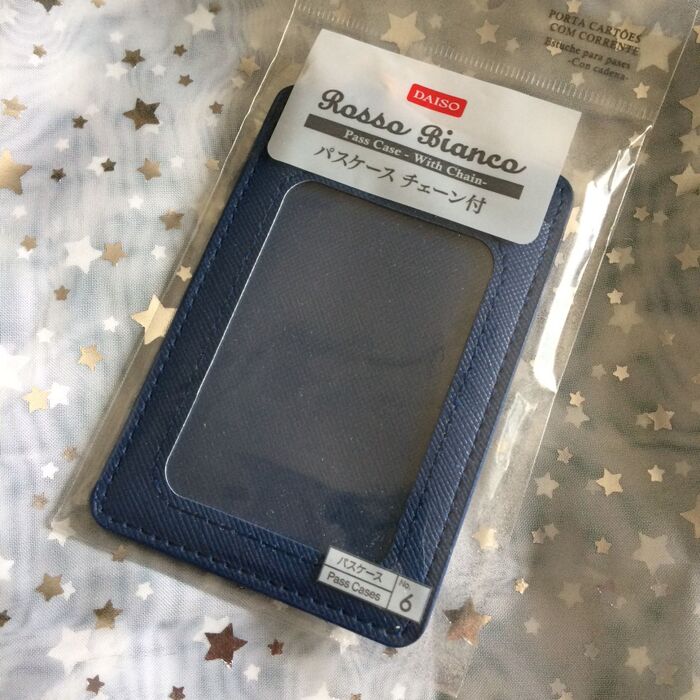 PORTA CARTÕES
COM CORRENTE
Estuche para pases
-Con cadena-
DAISO
Rosso Bianco
Pass Case - With Chain-
パスケース チェーン付
パスケース
Pass Cases
No.
6